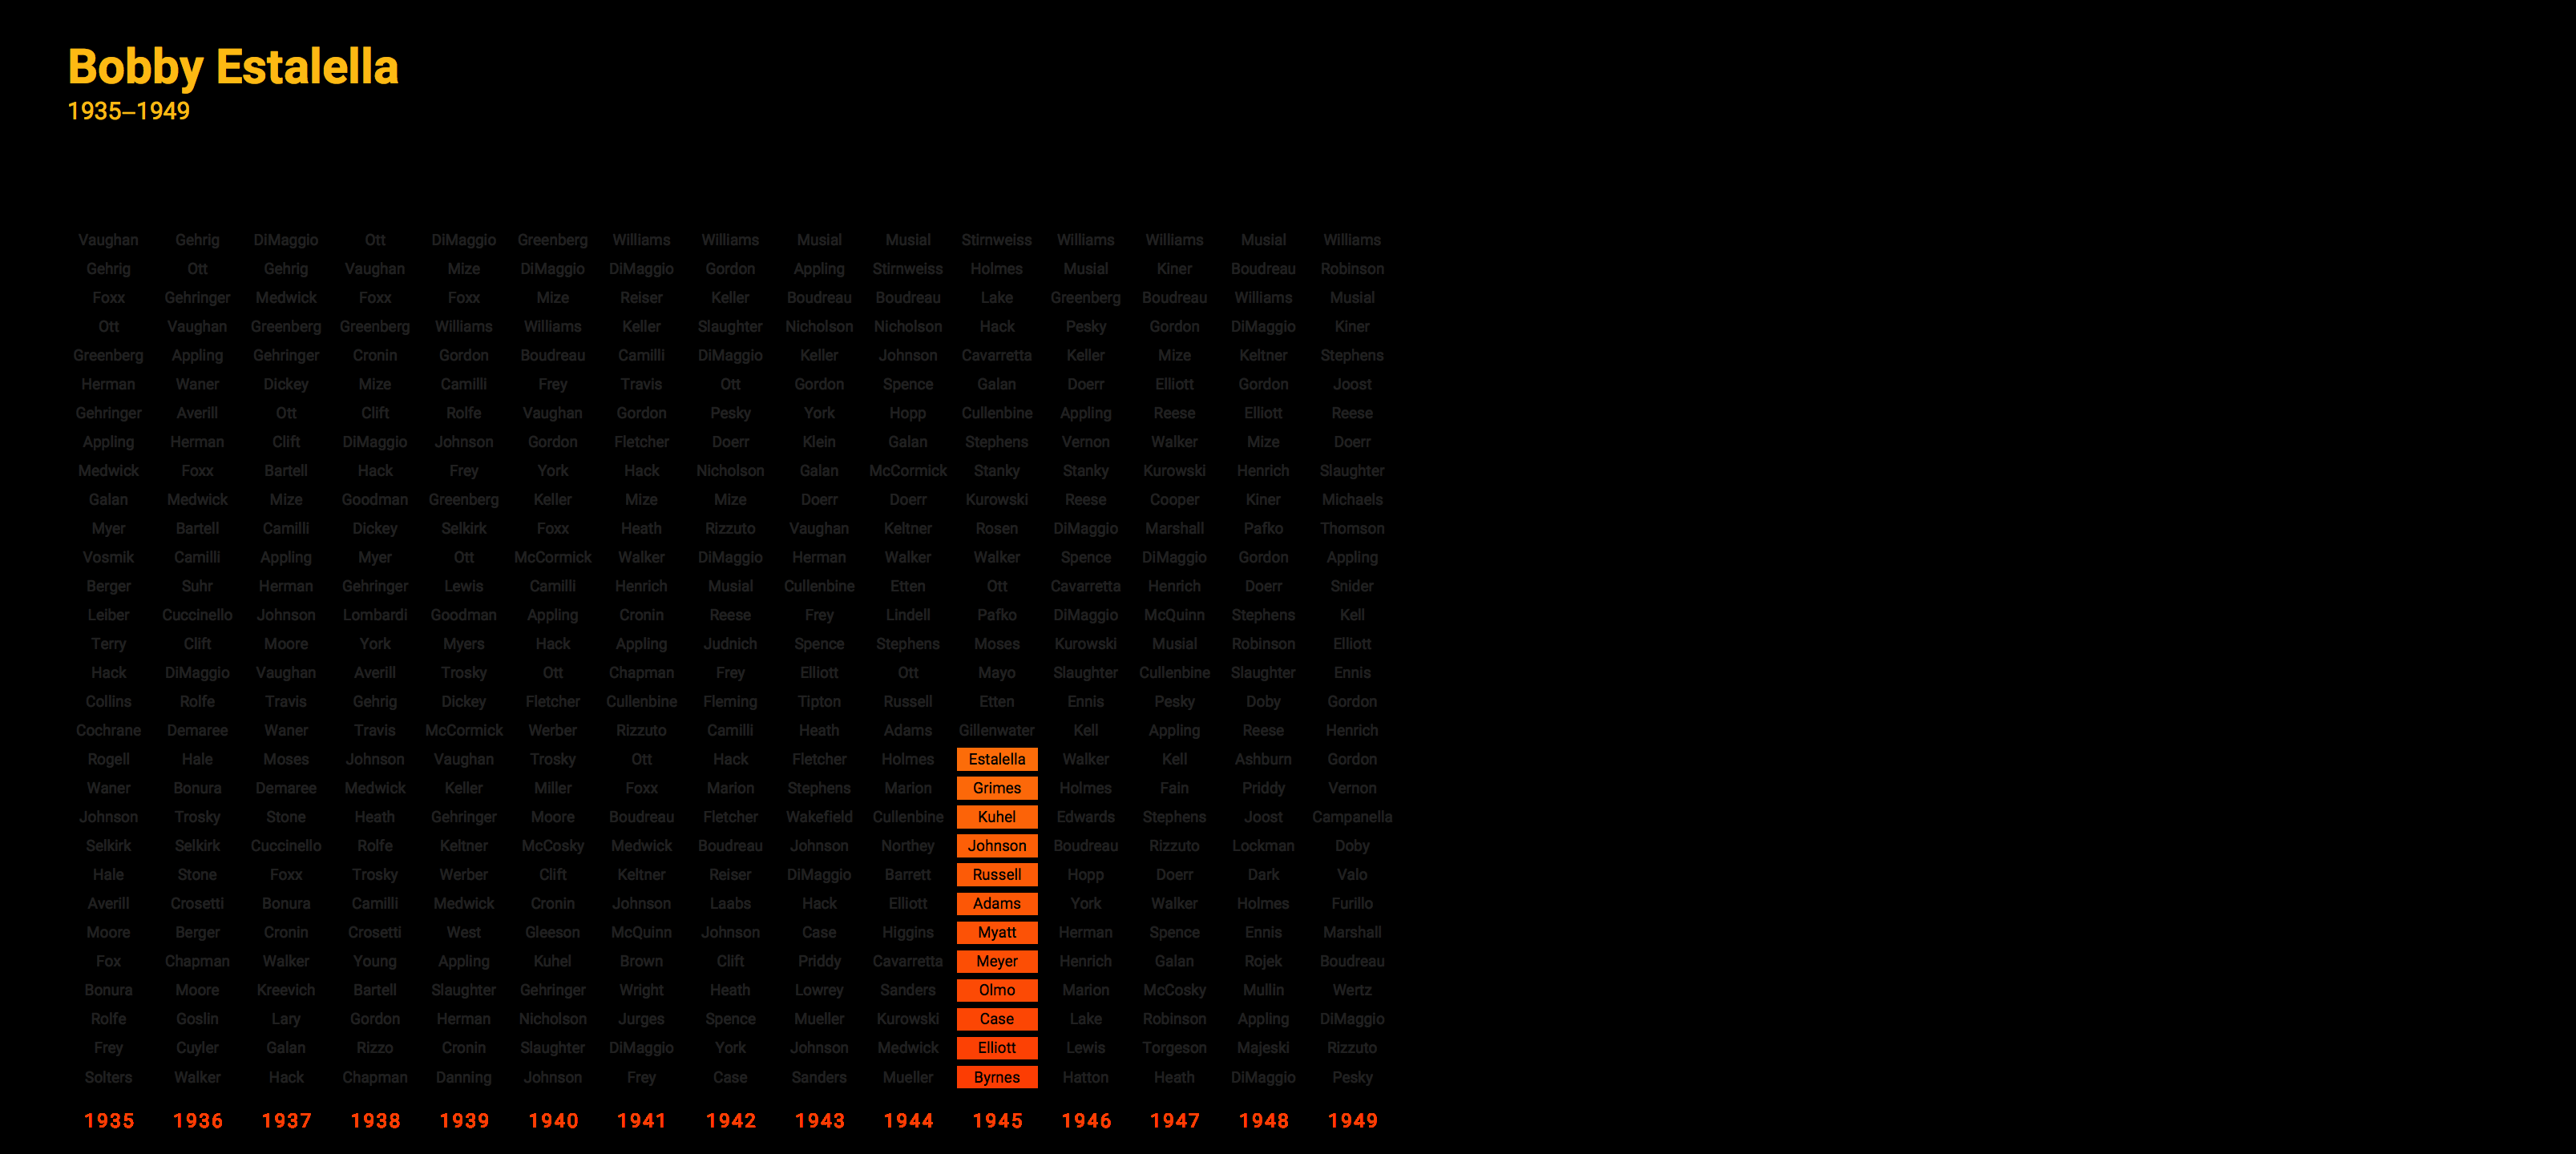 Bobby Estalella
1935–1949
Vaughan Gehrig DiMaggio Ott DiMaggio Greenberg Williams Williams Musial Musial Stirnweiss Williams Williams Musial Williams
Gehrig Ott Gehrig Vaughan Mize DiMaggio DiMaggio Gordon Appling Stirnweiss Holmes Musial Kiner Boudreau Robinson
Foxx Gehringer Medwick Foxx Foxx Mize Reiser Keller Boudreau Boudreau Lake Greenberg Boudreau Williams Musial
Ott Vaughan Greenberg Greenberg Williams Williams Keller Slaughter Nicholson Nicholson Hack Pesky Gordon DiMaggio Kiner
Greenberg Appling Gehringer Cronin Gordon Boudreau Camilli DiMaggio Keller Johnson Cavarretta Keller Mize Keltner Stephens
Herman Waner Dickey Mize Camilli Frey Travis Ott Gordon Spence Galan Doerr Elliott Gordon Joost
Gehringer Averill Ott Clift Rolfe Vaughan Gordon Pesky York Hopp Cullenbine Appling Reese Elliott Reese
Appling Herman Clift DiMaggio Johnson Gordon Fletcher Doerr Klein Galan Stephens Vernon Walker Mize Doerr
Medwick Foxx Bartell Hack Frey York Hack Nicholson Galan McCormick Stanky Stanky Kurowski Henrich Slaughter
Galan Medwick Mize Goodman Greenberg Keller Mize Mize Doerr Doerr Kurowski Reese Cooper Kiner Michaels
Myer Bartell Camilli Dickey Selkirk Foxx Heath Rizzuto Vaughan Keltner Rosen DiMaggio Marshall Pafko Thomson
Vosmik Camilli Appling Myer Ott McCormick Walker DiMaggio Herman Walker Walker Spence DiMaggio Gordon Appling
Berger Suhr Herman Gehringer Lewis Camilli Henrich Musial Cullenbine Etten Ott Cavarretta Henrich Doerr Snider
Leiber Cuccinello Johnson Lombardi Goodman Appling Cronin Reese Frey Lindell Pafko DiMaggio McQuinn Stephens Kell
Terry Clift Moore York Myers Hack Appling Judnich Spence Stephens Moses Kurowski Musial Robinson Elliott
Hack DiMaggio Vaughan Averill Trosky Ott Chapman Frey Elliott Ott Mayo Slaughter Cullenbine Slaughter Ennis
Collins Rolfe Travis Gehrig Dickey Fletcher Cullenbine Fleming Tipton Russell Etten Ennis Pesky Doby Gordon
Cochrane Demaree Waner Travis McCormick Werber Rizzuto Camilli Heath Adams Gillenwater Kell Appling Reese Henrich
Rogell Hale Moses Johnson Vaughan Trosky Ott Hack Fletcher Holmes Estalella Walker Kell Ashburn Gordon
Waner Bonura Demaree Medwick Keller Miller Foxx Marion Stephens Marion Grimes Holmes Fain Priddy Vernon
Johnson Trosky Stone Heath Gehringer Moore Boudreau Fletcher Wakefield Cullenbine Kuhel Edwards Stephens Joost Campanella
Selkirk Selkirk Cuccinello Rolfe Keltner McCosky Medwick Boudreau Johnson Northey Johnson Boudreau Rizzuto Lockman Doby
Hale Stone Foxx Trosky Werber Clift Keltner Reiser DiMaggio Barrett Russell Hopp Doerr Dark Valo
Averill Crosetti Bonura Camilli Medwick Cronin Johnson Laabs Hack Elliott Adams York Walker Holmes Furillo
Moore Berger Cronin Crosetti West Gleeson McQuinn Johnson Case Higgins Myatt Herman Spence Ennis Marshall
Fox Chapman Walker Young Appling Kuhel Brown Clift Priddy Cavarretta Meyer Henrich Galan Rojek Boudreau
Bonura Moore Kreevich Bartell Slaughter Gehringer Wright Heath Lowrey Sanders Olmo Marion McCosky Mullin Wertz
Rolfe Goslin Lary Gordon Herman Nicholson Jurges Spence Mueller Kurowski Case Lake Robinson Appling DiMaggio
Frey Cuyler Galan Rizzo Cronin Slaughter DiMaggio York Johnson Medwick Elliott Lewis Torgeson Majeski Rizzuto
Solters Walker Hack Chapman Danning Johnson Frey Case Sanders Mueller Byrnes Hatton Heath DiMaggio Pesky
1935 1936 1937 1938 1939 1940 1941 1942 1943 1944 1945 1946 1947 1948 1949